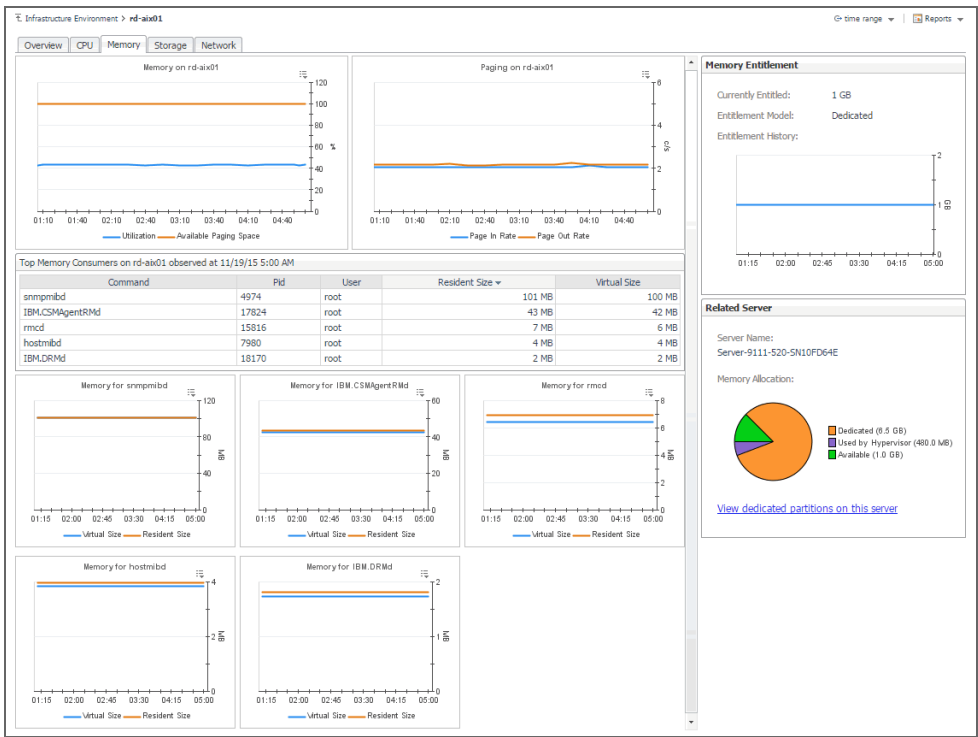 Infrastructure Environment > rd-aix01
time range
Reports
Overview CPU Memory Storage Network
Memory on rd-aix01
120
100
80
60
40
20
0
%
01:10 01:40 02:10 02:40 03:10 03:40 04:10 04:40
Utilization Available Paging Space
Paging on rd-aix01
8
4
2
0
c/s
01:10 01:40 02:10 02:40 03:10 03:40 04:10 04:40
Page In Rate Page Out Rate
Top Memory Consumers on rd-aix01 observed at 11/19/15 5:00 AM
Command Pid User Resident Size Virtual Size
snmpmibd 4974 root 101 MB 100 MB
IBM.CSMAgentRMd 17824 root 43 MB 42 MB
rmcd 15816 root 7 MB 6 MB
hostmibd 7980 root 4 MB 4 MB
IBM.DRMd 18170 root 2 MB 2 MB
Memory for snmpmibd
120
80
40
0
MB
01:15 02:00 02:45 03:30 04:15 05:00
Virtual Size Resident Size
Memory for IBM.CSMAgentRMd
60
40
20
0
MB
01:15 02:00 02:45 03:30 04:15 05:00
Virtual Size Resident Size
Memory for rmcd
8
6
4
2
0
MB
01:15 02:00 02:45 03:30 04:15 05:00
Virtual Size Resident Size
Memory for hostmibd
4
2
0
MB
01:15 02:00 02:45 03:30 04:15 05:00
Virtual Size Resident Size
Memory for IBM.DRMd
2
1
0
MB
01:15 02:00 02:45 03:30 04:15 05:00
Virtual Size Resident Size
Memory Entitlement
Currently Entitled: 1 GB
Entitlement Model: Dedicated
Entitlement History:
2
1
0
GB
01:15 02:00 02:45 03:30 04:15 05:00
Related Server
Server Name:
Server-9111-520-SN10FD64E
Memory Allocation:
Dedicated (6.5 GB)
Used by Hypervisor (480.0 MB)
Available (1.0 GB)
View dedicated partitions on this server